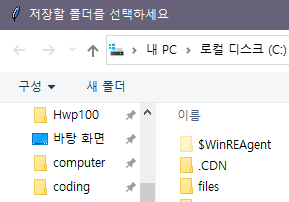 저장할 폴더를 선택하세요
내 PC > 로컬 디스크 (C:)
구성 새 폴더
이름
Hwp100
바탕 화면
computer
coding
$WinREAgent
.CDN
files